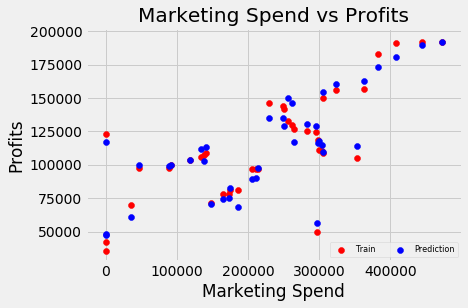 Marketing Spend vs Profits
175000
150000
125000
100000
75000
50000
Profits
0
100000
200000
300000
400000
Marketing Spend
Train
Prediction